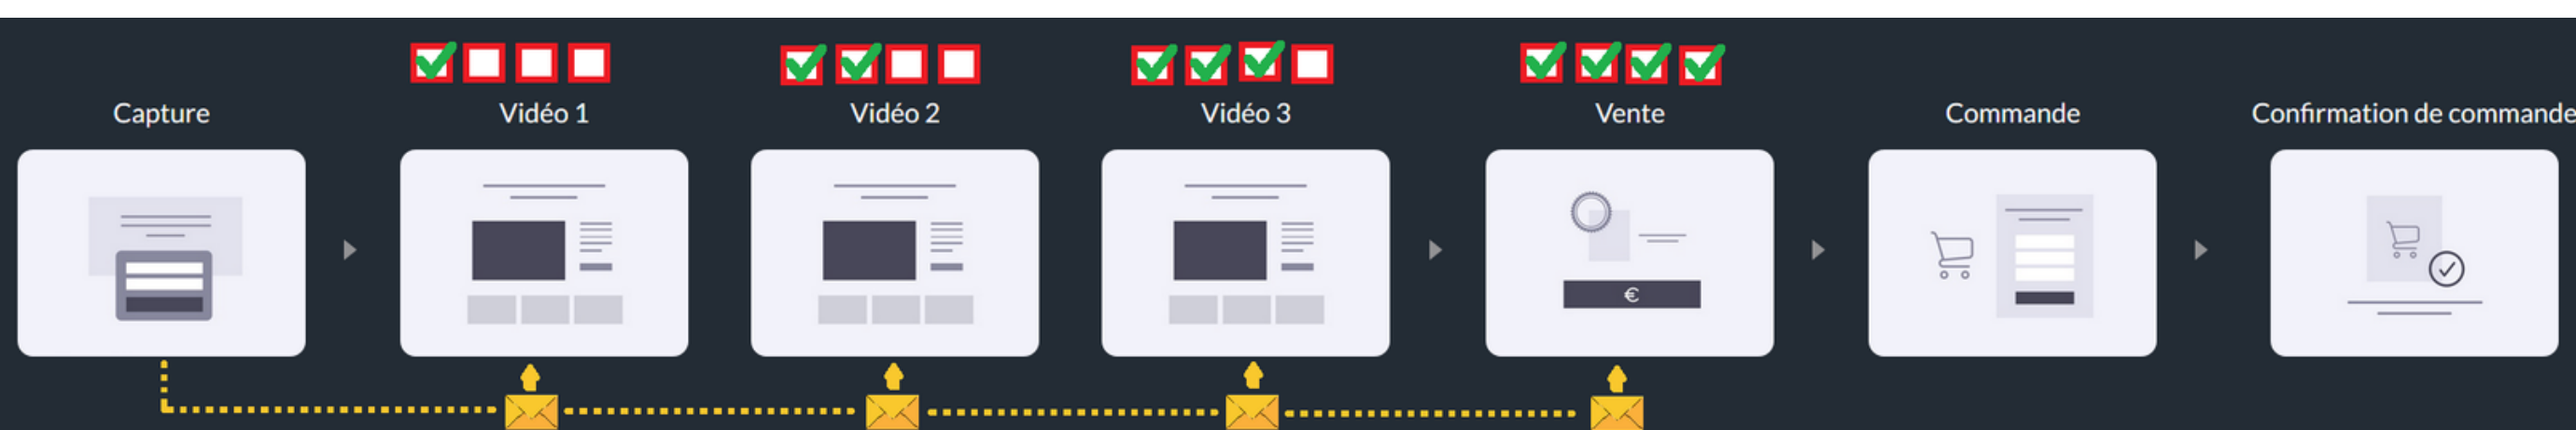 Capture
Vidéo 1
Vidéo 2
Vidéo 3
Vente
Commande
Confirmation de commande
€